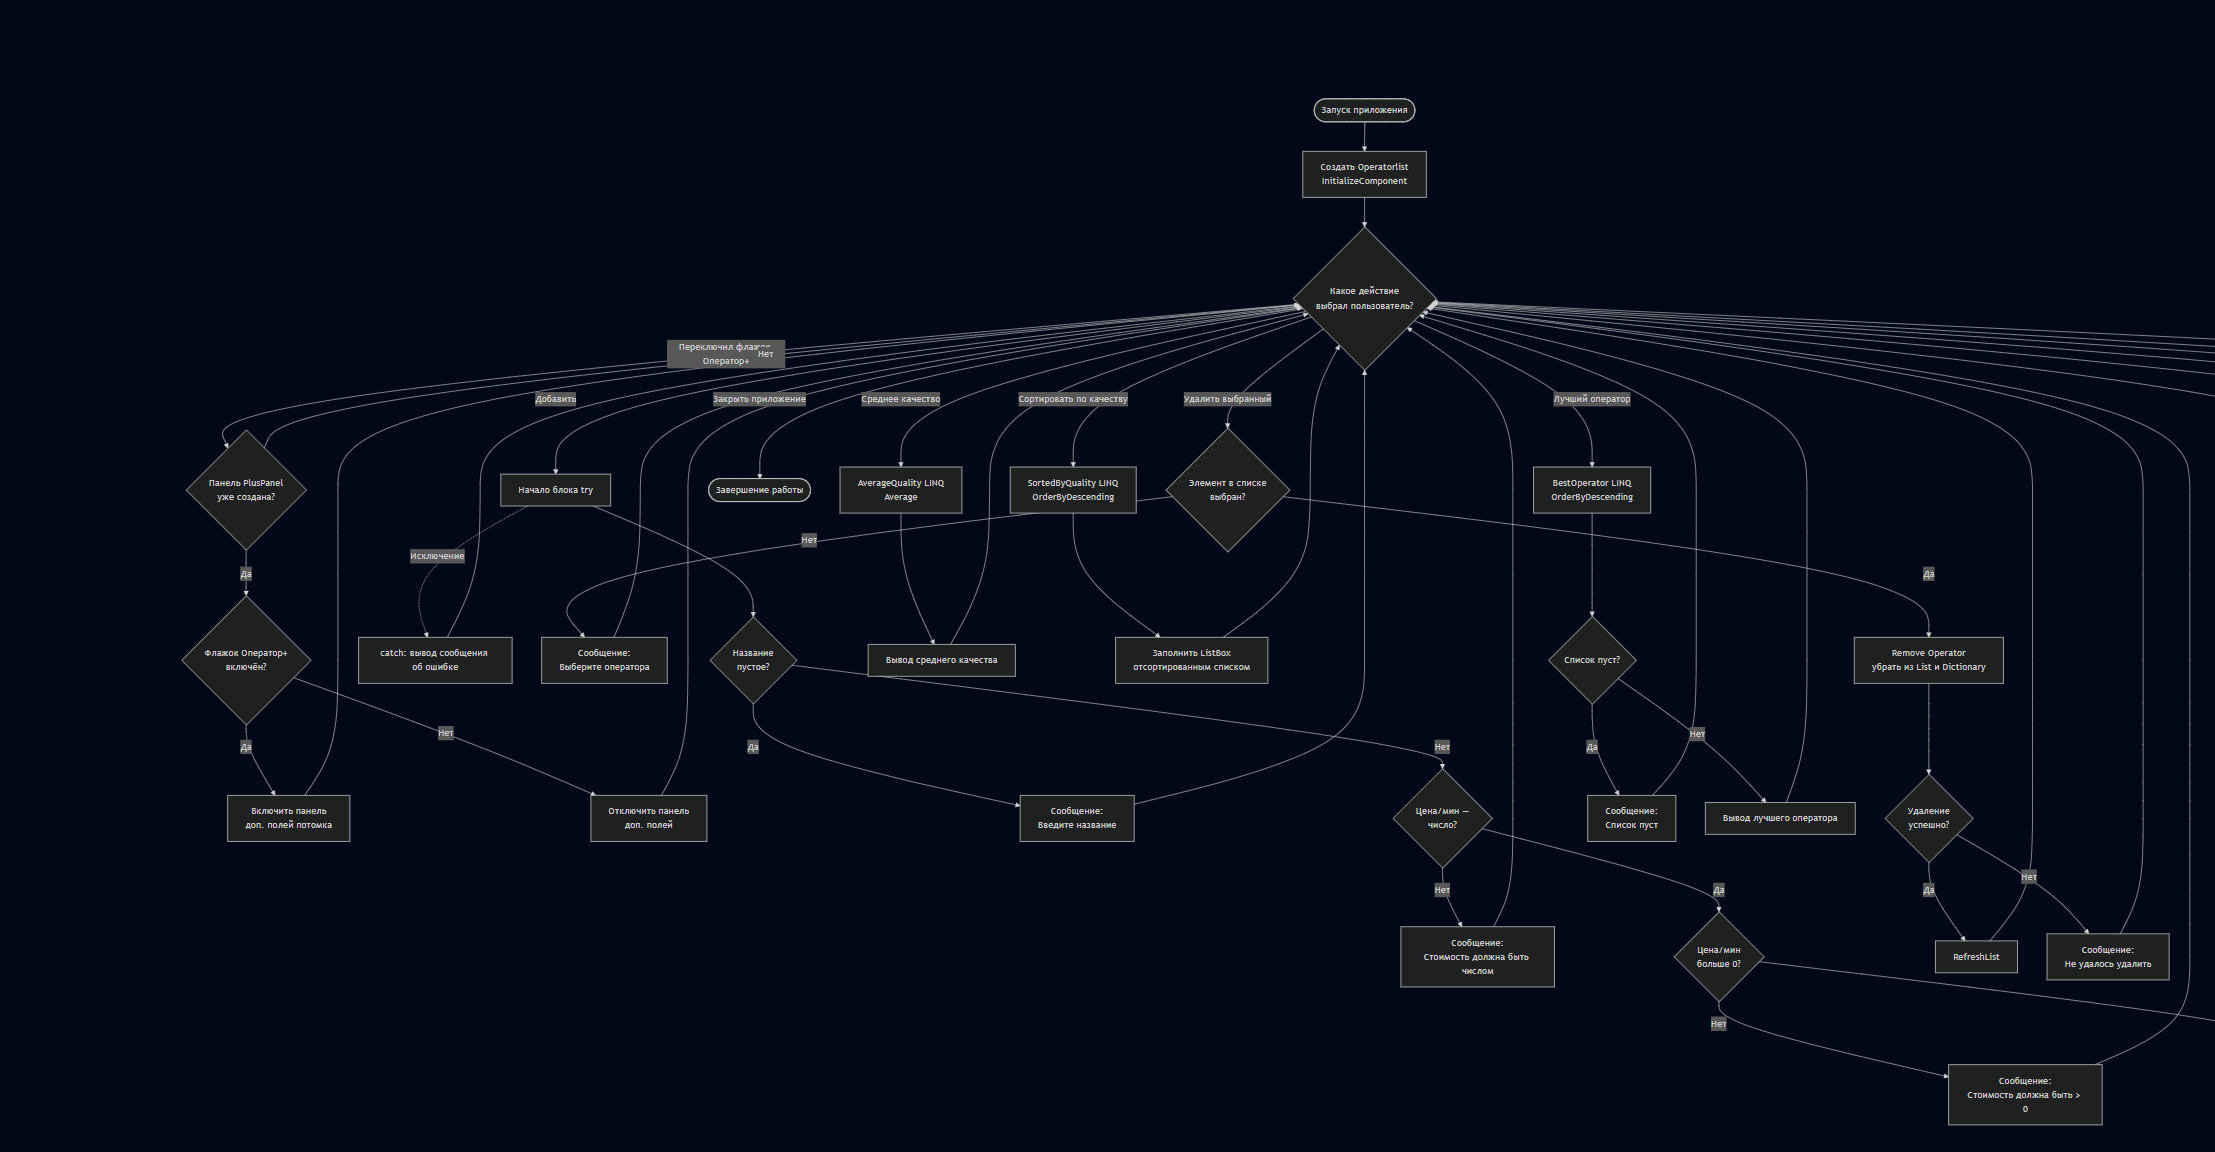 Запуск приложения
Создать Operatorlist
InitializeComponent
Какое действие
выбрал пользователь?
Переключил флажок
Оператор+
Нет
Добавить
Закрыть приложение
Среднее качество
Сортировать по качеству
Удалить выбранный
Лучший оператор
Панель PlusPanel
уже создана?
Начало блока try
Завершение работы
AverageQuality LINQ
Average
SortedByQuality LINQ
OrderByDescending
Элемент в списке
выбран?
BestOperator LINQ
OrderByDescending
Нет
Исключение
Да
Да
Флажок Оператор+
включён?
catch: вывод сообщения
об ошибке
Сообщение:
Выберите оператора
Название
пустое?
Вывод среднего качества
Заполнить ListBox
отсортированным списком
Список пуст?
Remove Operator
убрать из List и Dictionary
Да
Нет
Да
Нет
Да
Нет
Включить панель
доп. полей потомка
Отключить панель
доп. полей
Сообщение:
Введите название
Цена/мин —
число?
Сообщение:
Список пуст
Вывод лучшего оператора
Удаление
успешно?
Нет
Да
Да
Нет
Сообщение:
Стоимость должна быть
числом
Цена/мин
больше 0?
RefreshList
Сообщение:
Не удалось удалить
Нет
Сообщение:
Стоимость должна быть >
0